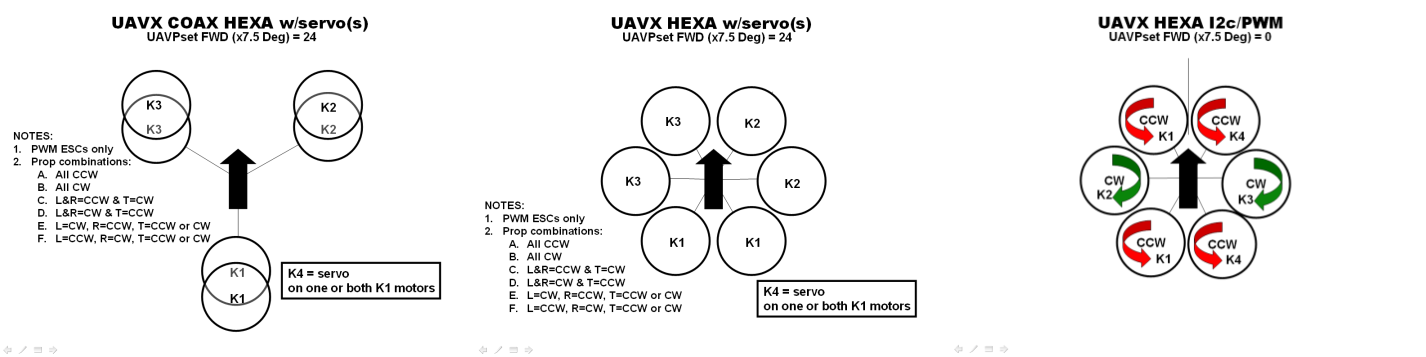 UAVX COAX HEXA w/servo(s)
UAVPset FWD (x7.5 Deg) = 24
K3
K3
K2
K2
NOTES:
1. PWM ESCs only
2. Prop combinations:
A. All CCW
B. All CW
C. L&R=CCW & T=CW
D. L&R=CW & T=CCW
E. L=CW, R=CCW, T=CCW or CW
F. L=CCW, R=CW, T=CCW or CW
K1
K1
K4 = servo
on one or both K1 motors
UAVX HEXA w/servo(s)
UAVPset FWD (x7.5 Deg) = 24
K3
K2
K3
K2
K1
K1
NOTES:
1. PWM ESCs only
2. Prop combinations:
A. All CCW
B. All CW
C. L&R=CCW & T=CW
D. L&R=CW & T=CCW
E. L=CW, R=CCW, T=CCW or CW
F. L=CCW, R=CW, T=CCW or CW
K4 = servo
on one or both K1 motors
UAVX HEXA I2c/PWM
UAVPset FWD (x7.5 Deg) = 0
CCW
K1
CCW
K4
CW
K2
CW
K3
CCW
K1
CCW
K4